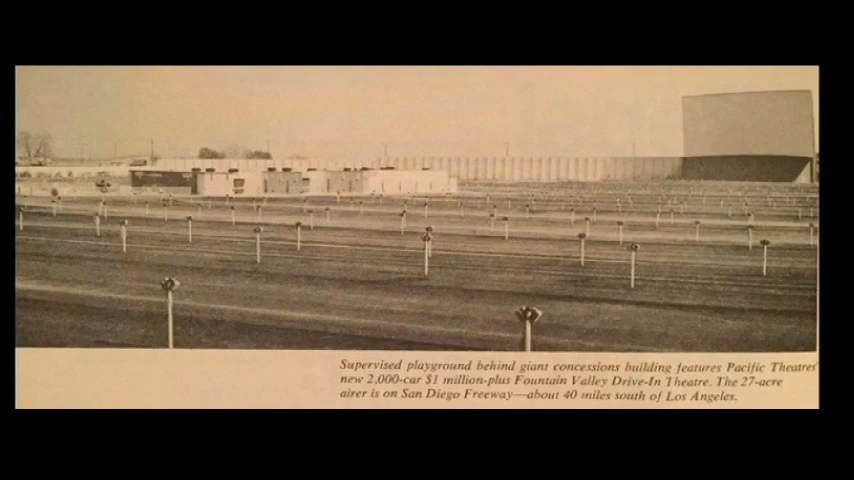 Supervised playground behind giant concessions building features Pacific Theatres'
new 2,000-car $1 million-plus Fountain Valley Drive-In Theatre. The 27-acre
airer is on San Diego Freeway—about 40 miles south of Los Angeles.